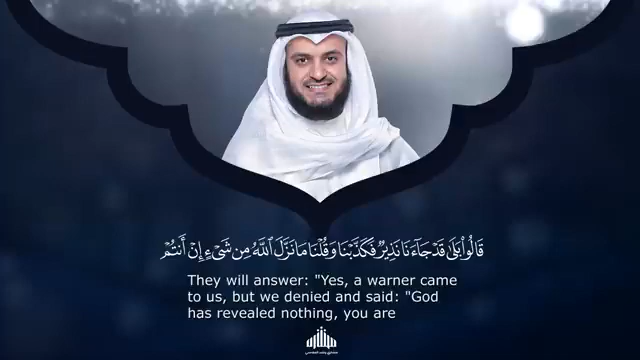 قَالُوا۟ بَلَىٰ قَدْ جَآءَنَا نَذِيرٌ فَكَذَّبْنَا وَقُلْنَا مَا نَزَّلَ ٱللَّهُ مِن شَىْءٍ إِنْ أَنتُمْ
They will answer: "Yes, a warner came
to us, but we denied and said: "God
has revealed nothing, you are